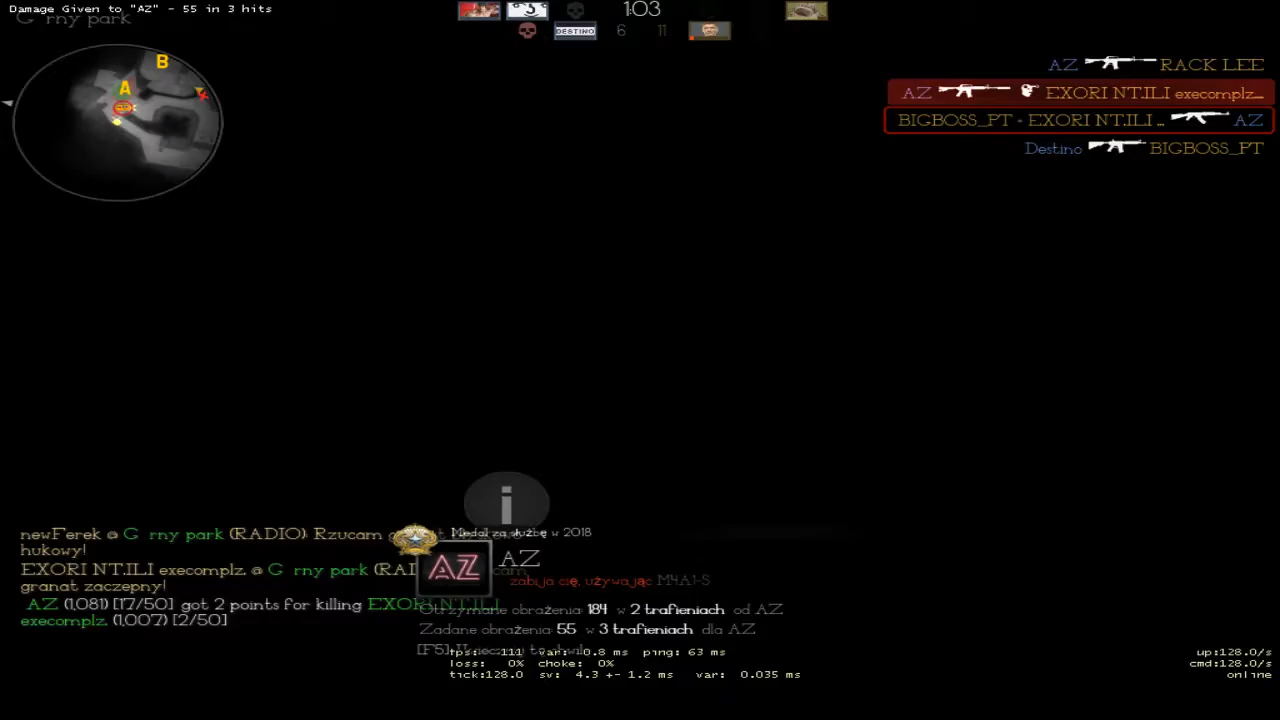 Damage Given to "AZ" - 55 in 3 hits
G rny park
1:03
DESTINO 6 11
B
A
AZ RACK LEE
AZ EXORI NT.ILI execomplz...
BIGBOSS_PT + EXORI NT.ILI ... AZ
Destino BIGBOSS_PT
newFerek @ G rny park (RADIO): Rzucam
hukowy!
EXORI NT.ILI execomplz. @ G rny park
granat zaczepny!
AZ (1,081) [17/50] got 2 points for killing EXORI NT.ILI
execomplz. (1,007) [2/50]
Medal za służbę w 2018
AZ
AZ
zabija cię, używając M4A1-S
Otrzymane obrażenia: 184 w 2 trafieniach od AZ
Zadane obrażenia: 55 w 3 trafieniach dla AZ
[F5]
fps: 111 var: 0.8 ms ping: 63 ms
loss: 0% choke: 0%
tick:128.0 sv: 4.3 +- 1.2 ms var: 0.035 ms
up:128.0/s
cmd:128.0/s
online